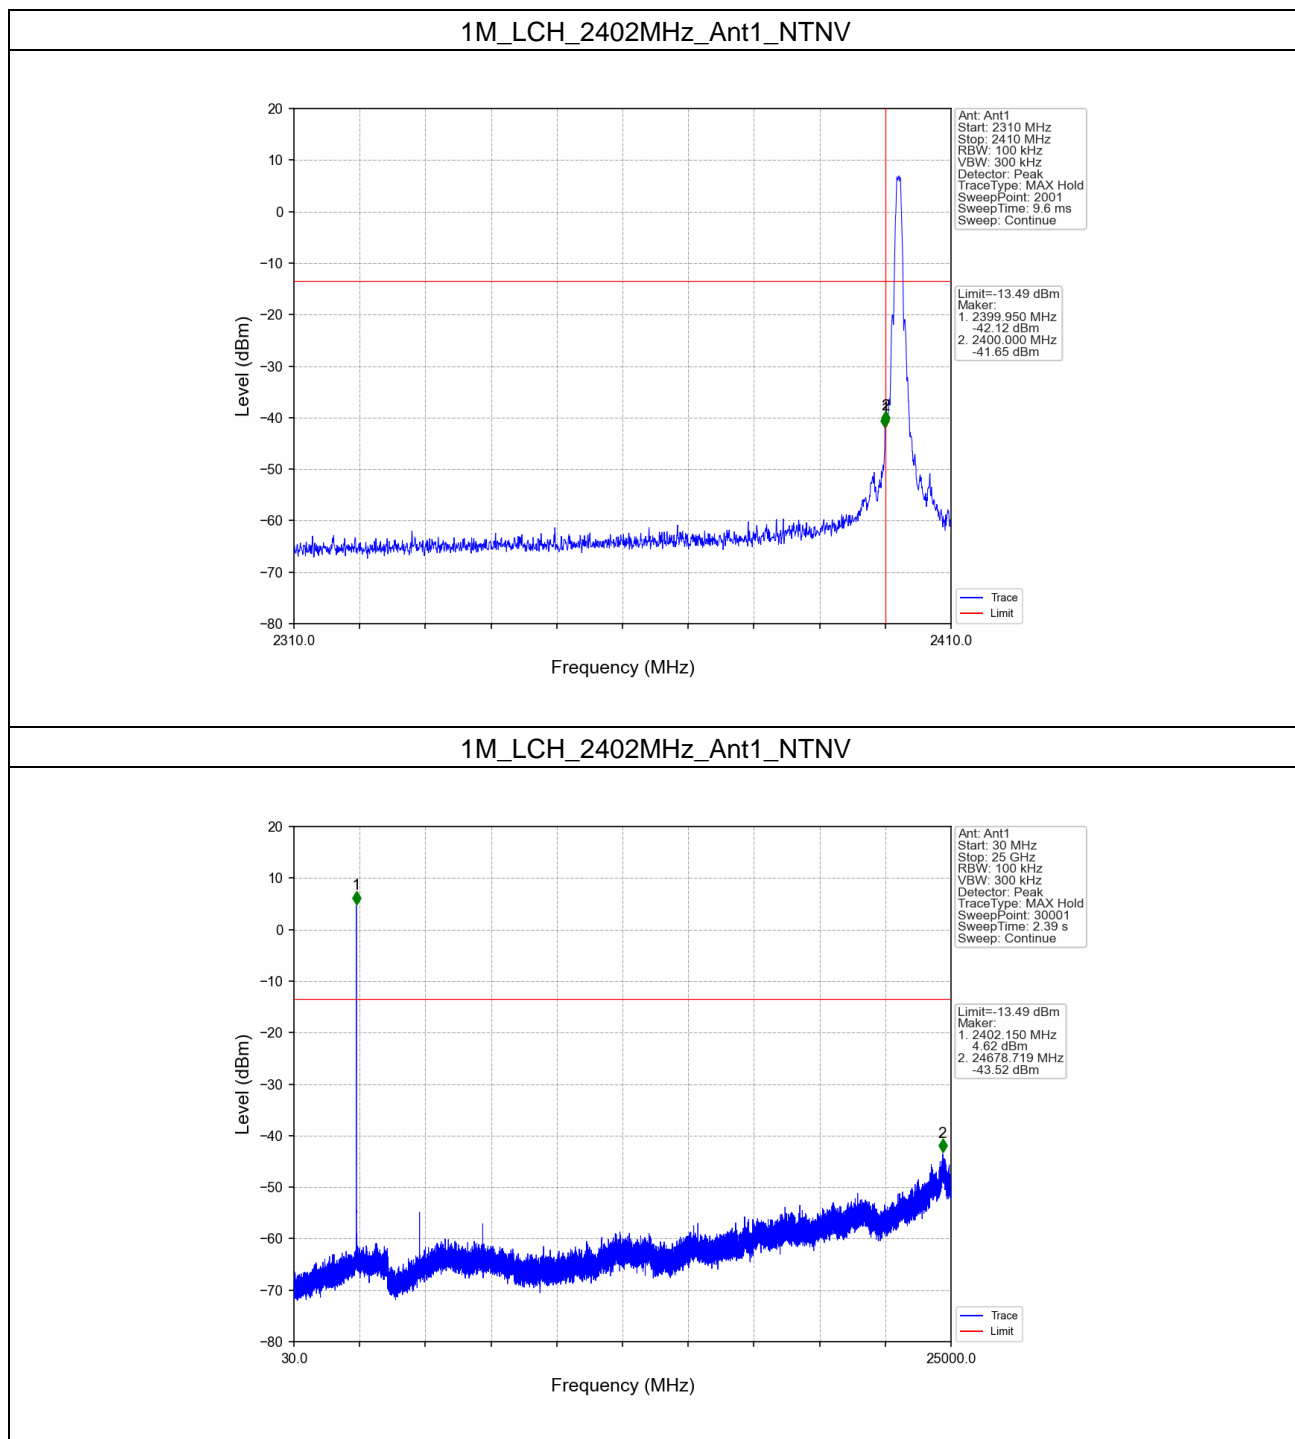 1M_LCH_2402MHz_Ant1_NTNV
20
10
0
−10
−20
−30
−40
−50
−60
−70
−80
Level (dBm)
2310.0
2410.0
Frequency (MHz)
2
Ant: Ant1
Start: 2310 MHz
Stop: 2410 MHz
RBW: 100 kHz
VBW: 300 kHz
Detector: Peak
TraceType: MAX Hold
SweepPoint: 2001
SweepTime: 9.6 ms
Sweep: Continue
Limit=-13.49 dBm
Maker:
1. 2399.950 MHz
-42.12 dBm
2. 2400.000 MHz
-41.65 dBm
Trace
Limit
1M_LCH_2402MHz_Ant1_NTNV
20
10
0
−10
−20
−30
−40
−50
−60
−70
−80
Level (dBm)
30.0
25000.0
Frequency (MHz)
1
2
Ant: Ant1
Start: 30 MHz
Stop: 25 GHz
RBW: 100 kHz
VBW: 300 kHz
Detector: Peak
TraceType: MAX Hold
SweepPoint: 30001
SweepTime: 2.39 s
Sweep: Continue
Limit=-13.49 dBm
Maker:
1. 2402.150 MHz
4.62 dBm
2. 24678.719 MHz
-43.52 dBm
Trace
Limit